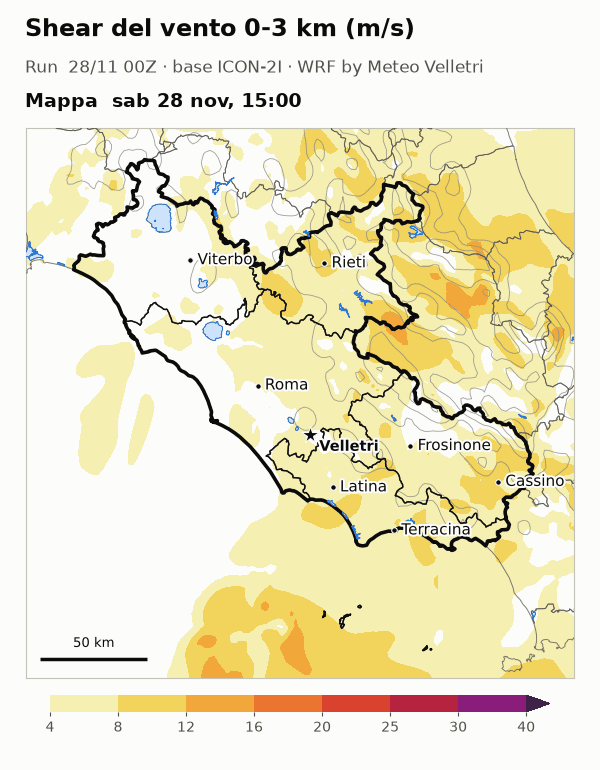 Shear del vento 0-3 km (m/s)
Run  28/11 00Z · base ICON-2I · WRF by Meteo Velletri
Mappa  sab 28 nov, 15:00
Viterbo
Rieti
Roma
Velletri
Frosinone
Latina
Cassino
Terracina
50 km
4 8 12 16 20 25 30 40